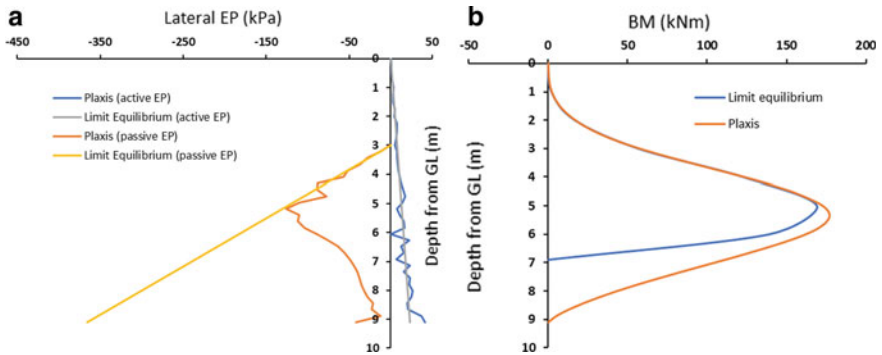 a
Lateral EP (kPa)
-450 -350 -250 -150 -50 50
0
1
2
3
4
5
6
7
8
9
10
Depth from GL (m)
Plaxis (active EP)
Limit Equilibrium (active EP)
Plaxis (passive EP)
Limit Equilibrium (passive EP)
b
BM (kNm)
-50 0 50 100 150 200
0
1
2
3
4
5
6
7
8
9
10
Depth from GL (m)
Limit equilibrium
Plaxis